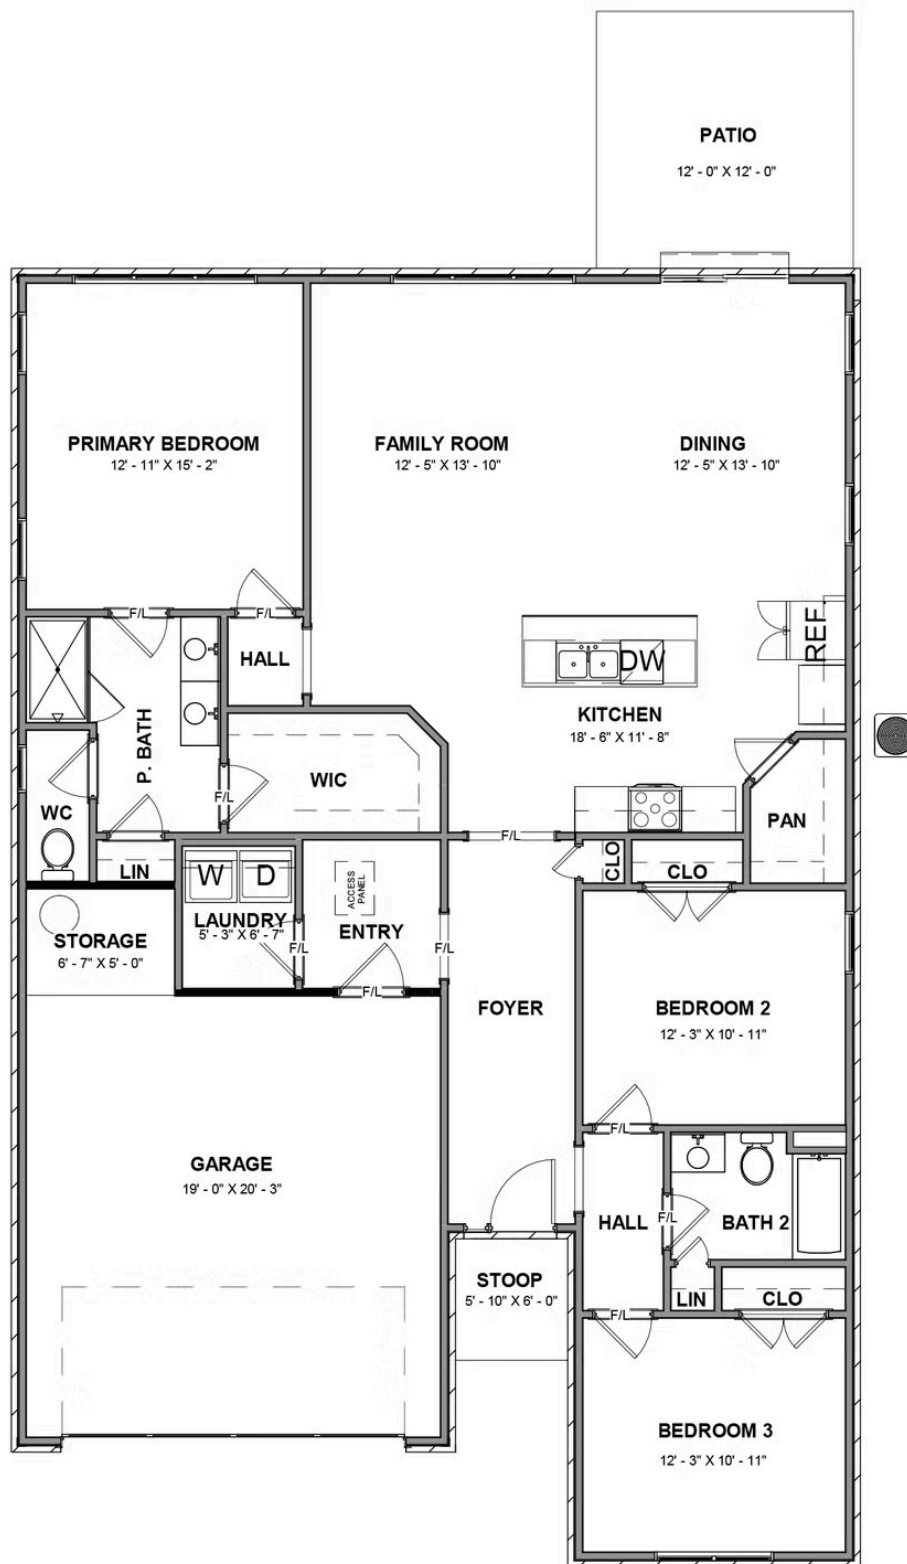 PATIO
12' - 0" X 12' - 0"
PRIMARY BEDROOM
12' - 11" X 15' - 2"
FAMILY ROOM
12' - 5" X 13' - 10"
DINING
12' - 5" X 13' - 10"
F/L
F/L
HALL
REF
DW
P. BATH
KITCHEN
18' - 6" X 11' - 8"
WIC
F/L
WC
PAN
F/L
LIN
CLO
CLO
W
D
ACCESS
PANEL
LAUNDRY
5' - 3" X 6' - 7"
ENTRY
F/L
F/L
STORAGE
6' - 7" X 5' - 0"
F/L
FOYER
BEDROOM 2
12' - 3" X 10' - 11"
F/L
GARAGE
19' - 0" X 20' - 3"
HALL
F/L
BATH 2
STOOP
5' - 10" X 6' - 0"
LIN
CLO
F/L
BEDROOM 3
12' - 3" X 10' - 11"